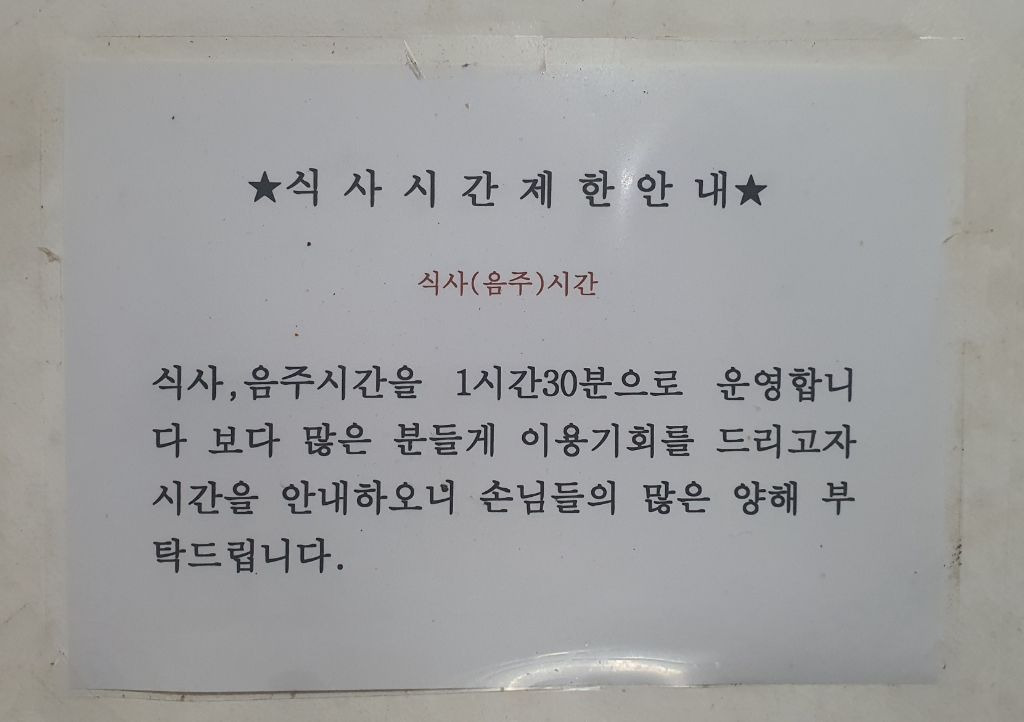 ★식 사 시 간 제 한 안 내★
식사(음주)시간
식사,음주시간을 1시간30분으로 운영합니
다 보다 많은 분들게 이용기회를 드리고자
시간을 안내하오니 손님들의 많은 양해 부
탁드립니다.